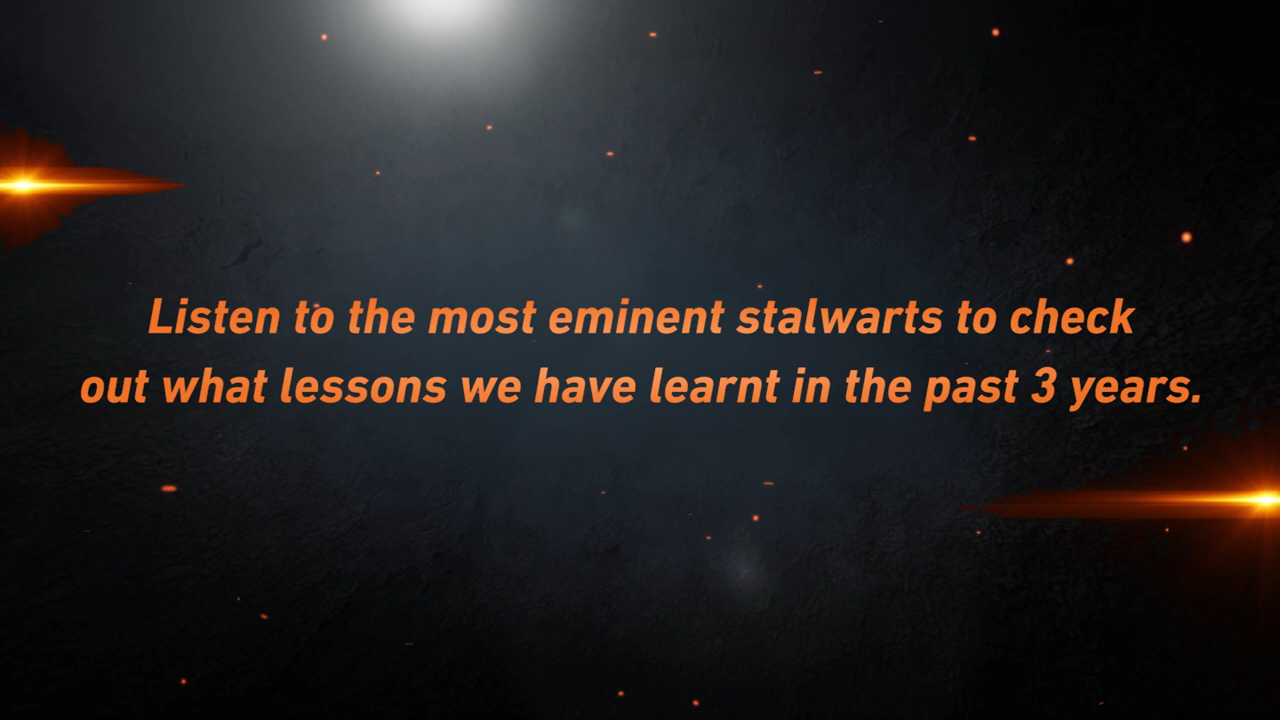 Listen to the most eminent stalwarts to check
out what lessons we have learnt in the past 3 years.